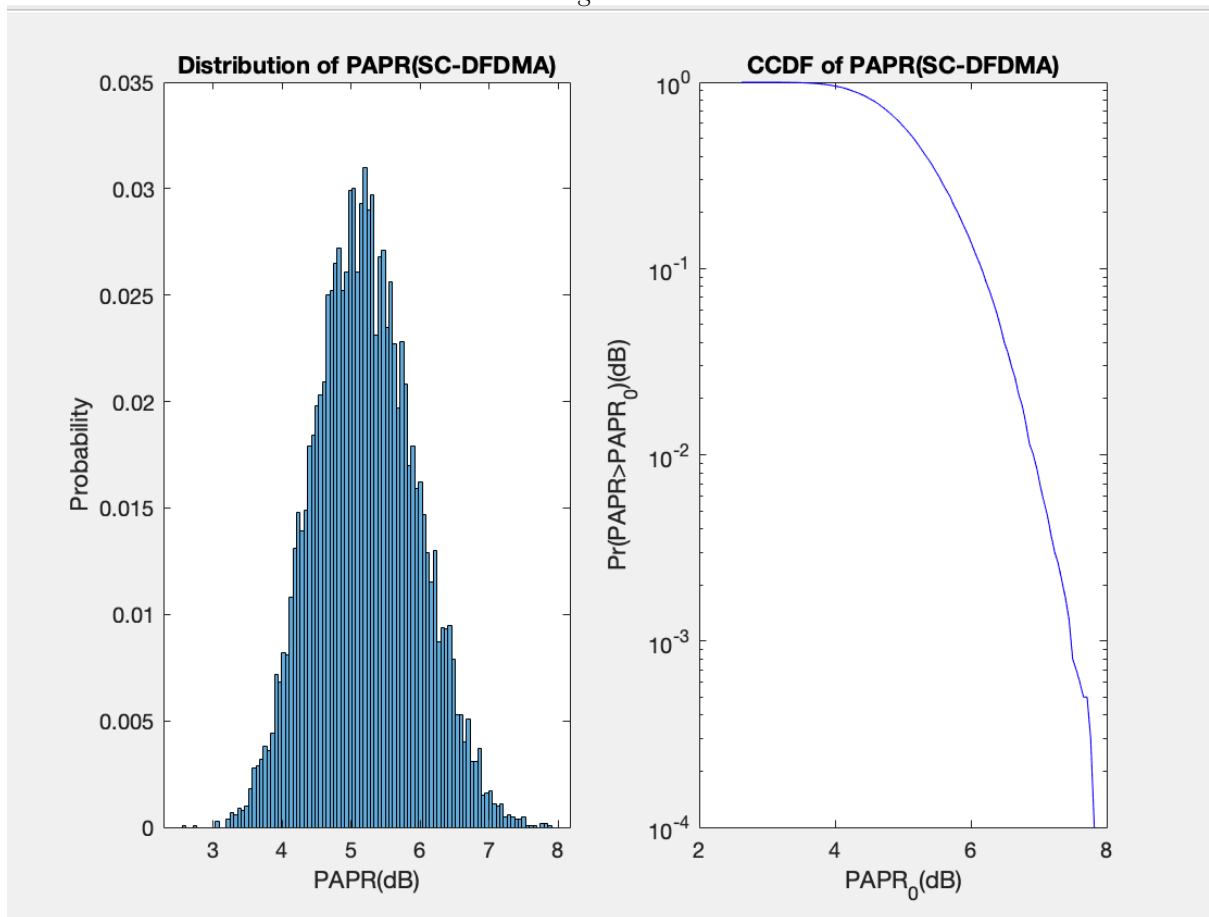 Distribution of PAPR(SC-DFDMA)
0.035
0.03
0.025
0.02
0.015
0.01
0.005
0
Probability
3 4 5 6 7 8
PAPR(dB)
CCDF of PAPR(SC-DFDMA)
10^0
10^-1
10^-2
10^-3
10^-4
Pr(PAPR>PAPR_0)(dB)
2 4 6 8
PAPR_0(dB)